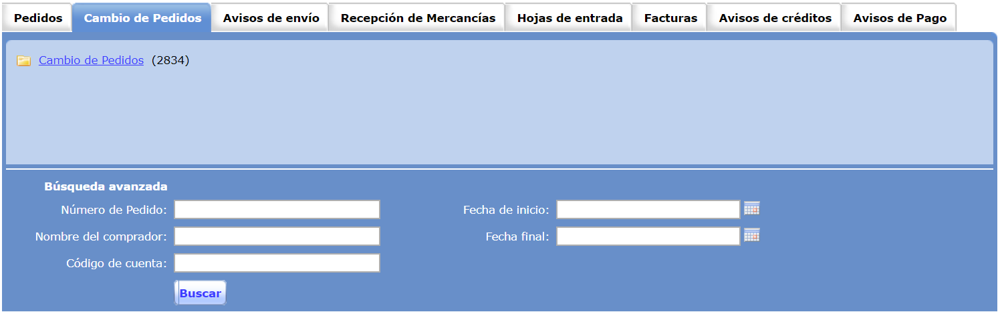 Pedidos Cambio de Pedidos Avisos de envío Recepción de Mercancías Hojas de entrada Facturas Avisos de créditos Avisos de Pago
Cambio de Pedidos (2834)
Búsqueda avanzada
Número de Pedido: Fecha de inicio:
Nombre del comprador: Fecha final:
Código de cuenta:
Buscar